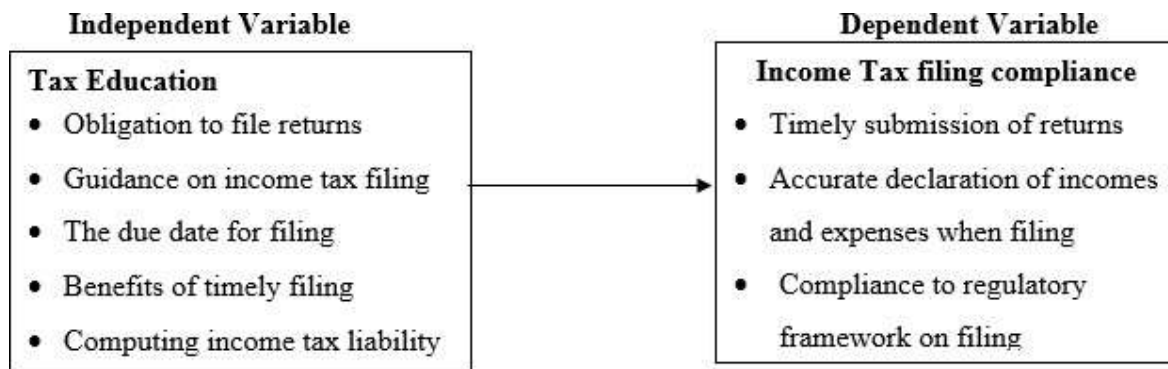 Independent Variable
Tax Education
• Obligation to file returns
• Guidance on income tax filing
• The due date for filing
• Benefits of timely filing
• Computing income tax liability
Dependent Variable
Income Tax filing compliance
• Timely submission of returns
• Accurate declaration of incomes
and expenses when filing
• Compliance to regulatory
framework on filing